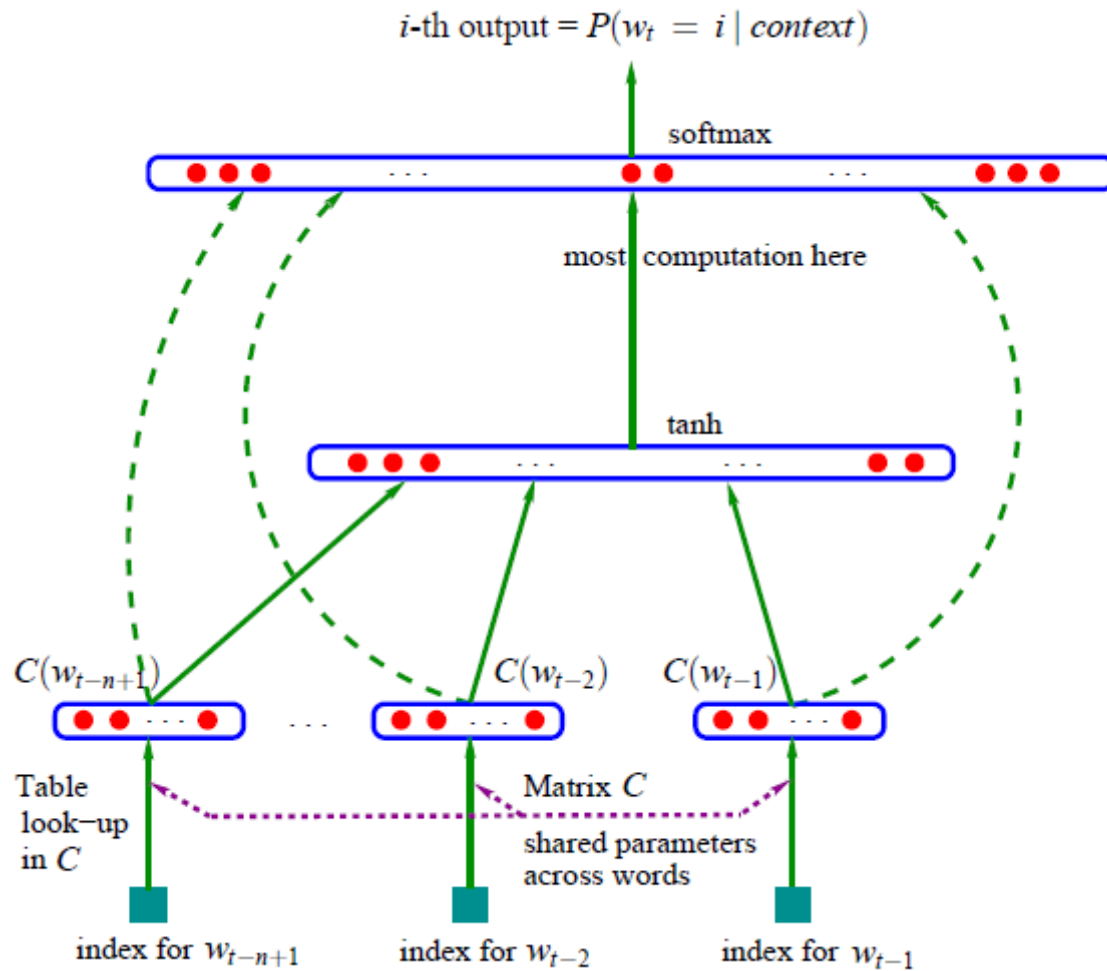 i-th output = P(w_t = i | context)
softmax
. . .
. . .
most computation here
tanh
. . .
. . .
C(w_{t−n+1})
C(w_{t−2})
C(w_{t−1})
. . .
. . .
. . .
. . .
Table
look−up
in C
Matrix C
shared parameters
across words
index for w_{t−n+1}
index for w_{t−2}
index for w_{t−1}